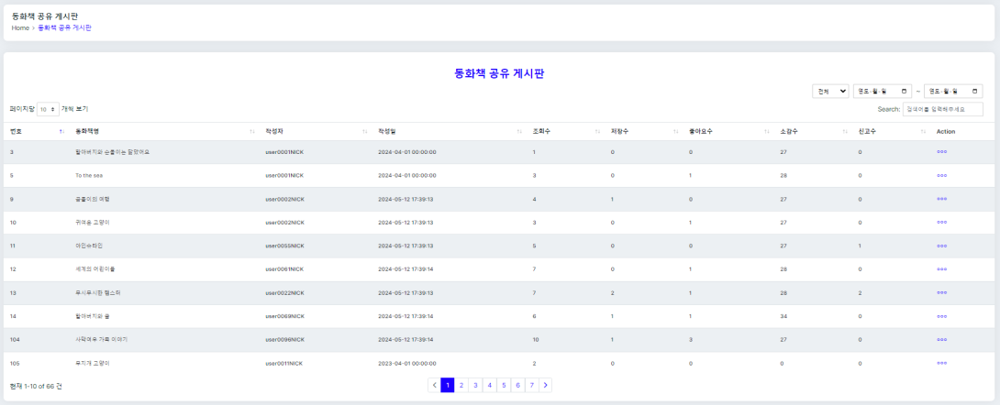 동화책 공유 게시판
Home › 동화책 공유 게시판
동화책 공유 게시판
전체 연도-월-일 – 연도-월-일
페이지당 10 개씩 보기 Search: 검색어를 입력해주세요
번호 동화책명 작성자 작성일 조회수 저장수 좋아요수 소감수 신고수 Action
3 할아버지와 순돌이는 닮았어요 user0001NICK 2024-04-01 00:00:00 1 0 0 27 0
5 To the sea user0001NICK 2024-04-01 00:00:00 3 0 1 28 0
9 user0002NICK 2024-05-12 17:39:13 4 1 0 27 0
10 귀여운 고양이 user0002NICK 2024-05-12 17:39:13 3 0 1 27 0
11 아인슈타인 user0055NICK 2024-05-12 17:39:13 5 0 0 27 1
12 세계의 어린이들 user0061NICK 2024-05-12 17:39:14 7 0 1 28 0
13 무시무시한 햄스터 user0022NICK 2024-05-12 17:39:13 7 2 1 28 2
14 할아버지와 숲 user0069NICK 2024-05-12 17:39:14 6 1 1 34 0
104 사막여우 가족 이야기 user0096NICK 2024-05-12 17:39:14 10 1 3 27 0
105 무지개 고양이 user0011NICK 2023-04-01 00:00:00 2 0 0 0 0
현재 1-10 of 66 건 1 2 3 4 5 6 7